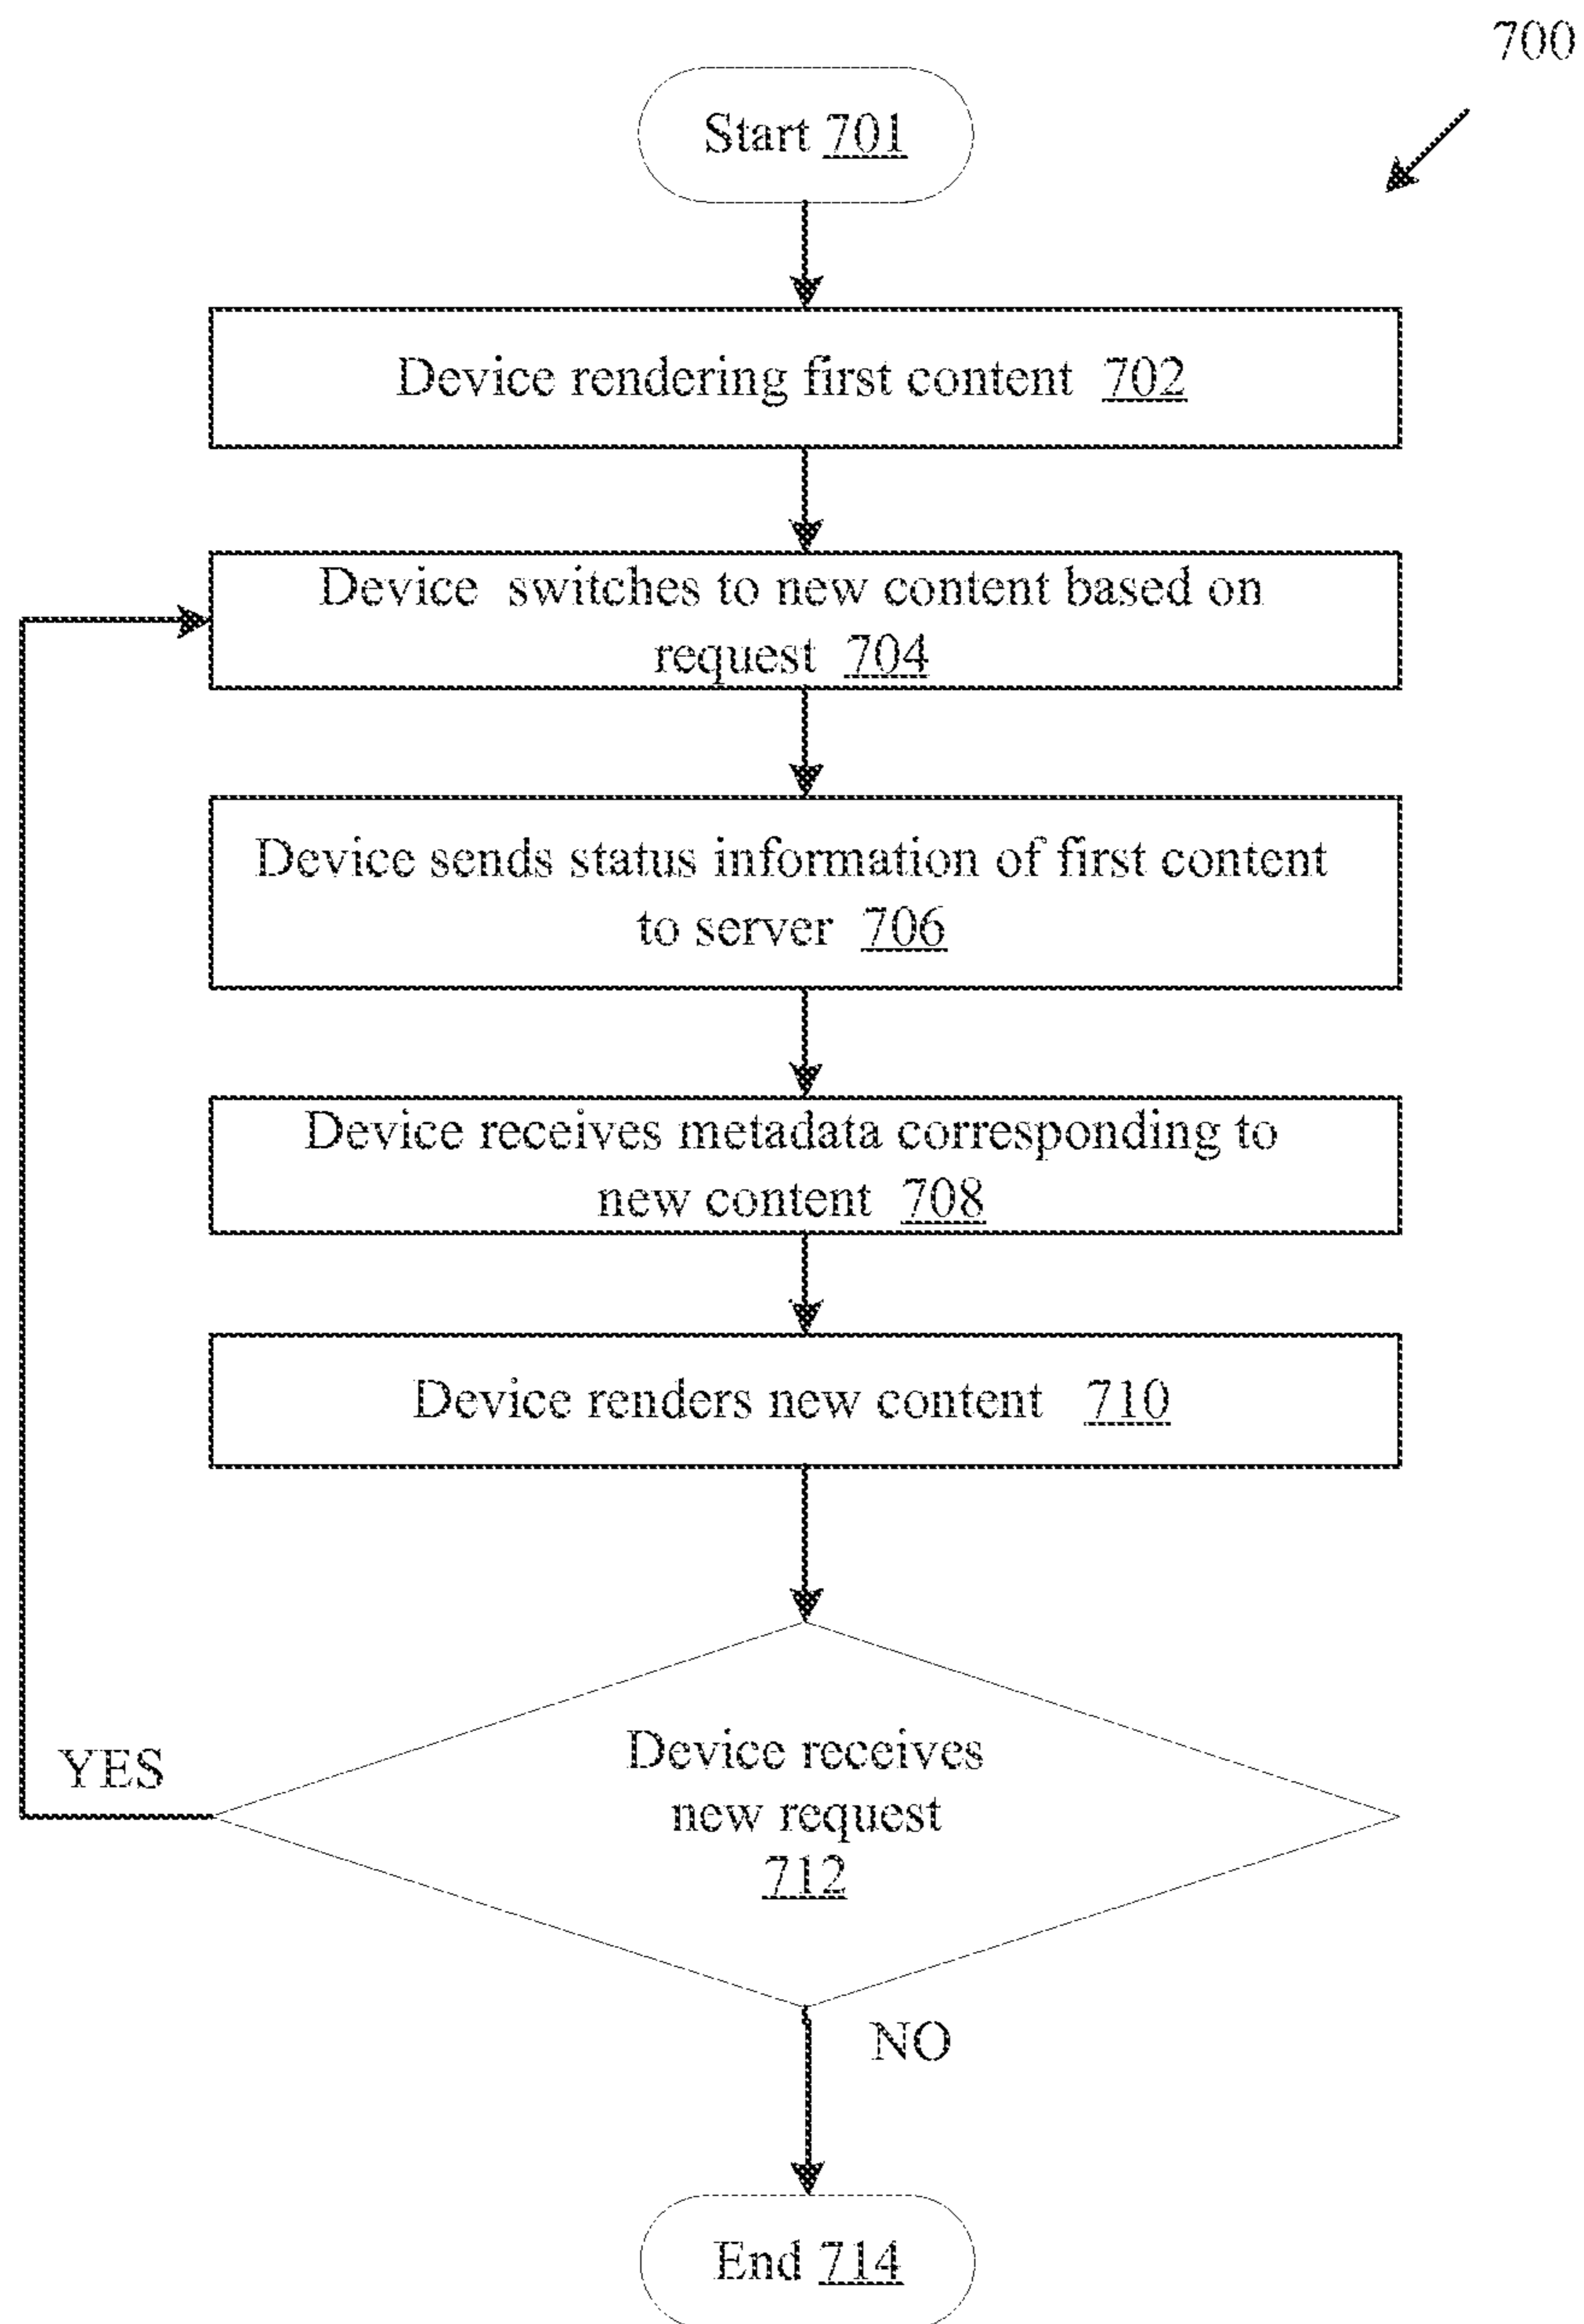 700
Start 701
Device rendering first content 702
Device switches to new content based on
request 704
Device sends status information of first content
to server 706
Device receives metadata corresponding to
new content 708
Device renders new content 710
Device receives
new request
712
YES
NO
End 714